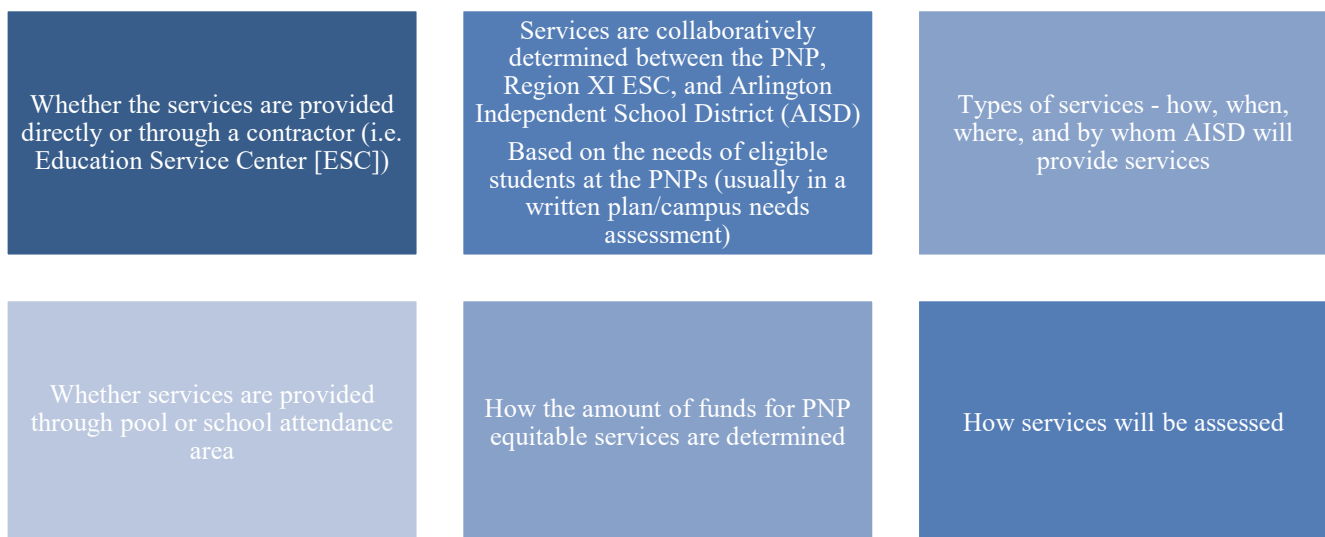 Whether the services are provided
directly or through a contractor (i.e.
Education Service Center [ESC])
Services are collaboratively
determined between the PNP,
Region XI ESC, and Arlington
Independent School District (AISD)
Based on the needs of eligible
students at the PNPs (usually in a
written plan/campus needs
assessment)
Types of services - how, when,
where, and by whom AISD will
provide services
Whether services are provided
through pool or school attendance
area
How the amount of funds for PNP
equitable services are determined
How services will be assessed